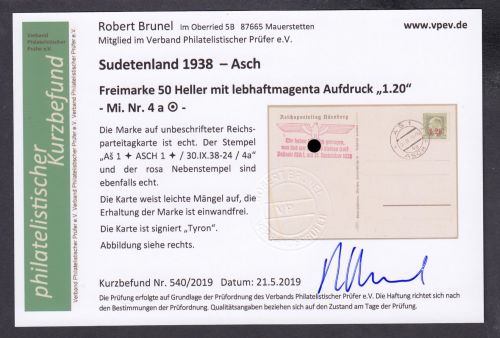 Verband
Philatelistischer
Prüfer e.V.
philatelistischer
Kurzbefund
Verband Philatelistischer Prüfer e.V.
Robert Brunel Im Oberried 5B 87665 Mauerstetten
www.vpev.de
Mitglied im Verband Philatelistischer Prüfer e.V.
Sudetenland 1938 – Asch
Freimarke 50 Heller mit lebhaftmagenta Aufdruck „1.20“
- Mi. Nr. 4 a ⊙ -
Die Marke auf unbeschrifteter Reichs-
parteitagkarte ist echt. Der Stempel
„Aš 1 ✦ ASCH 1 ✦ / 30.IX.38-24 / 4a“
und der rosa Nebenstempel sind
ebenfalls echt.
Die Karte weist leichte Mängel auf, die
Erhaltung der Marke ist einwandfrei.
Die Karte ist signiert „Tyron“.
Abbildung siehe rechts.
Reichsparteitag Nürnberg
1.20
Kurzbefund Nr. 540/2019 Datum: 21.5.2019
Die Prüfung erfolgte auf Grundlage der Prüfordnung des Verbands Philatelistischer Prüfer e.V. Die Haftung richtet sich nach
den Bestimmungen der Prüfordnung. Qualitätsangaben beziehen sich auf den Zustand am Tage der Prüfung.